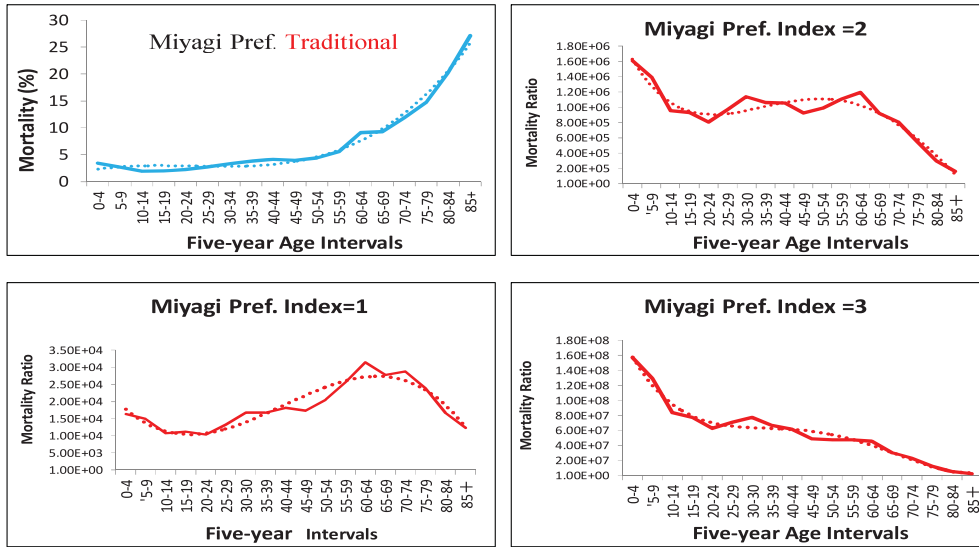 Miyagi Pref. Traditional
Mortality (%)
30
25
20
15
10
5
0
0-4
5-9
10-14
15-19
20-24
25-29
30-34
35-39
40-44
45-49
50-54
55-59
60-64
65-69
70-74
75-79
80-84
85+
Five-year Age Intervals
Miyagi Pref. Index =2
Mortality Ratio
1.80E+06
1.60E+06
1.40E+06
1.20E+06
1.00E+06
8.00E+05
6.00E+05
4.00E+05
2.00E+05
1.00E+00
0-4
'5-9
10-14
15-19
20-24
25-29
30-30
35-39
40-44
45-49
50-54
55-59
60-64
65-69
70-74
75-79
80-84
85+
Five-year Age Intervals
Miyagi Pref. Index=1
Mortality Ratio
3.50E+04
3.00E+04
2.50E+04
2.00E+04
1.50E+04
1.00E+04
5.00E+03
1.00E+00
0-4
'5-9
10-14
15-19
20-24
25-29
30-30
35-39
40-44
45-49
50-54
55-59
60-64
65-69
70-74
75-79
80-84
85+
Five-year Intervals
Miyagi Pref. Index =3
Mortality Ratio
1.80E+08
1.60E+08
1.40E+08
1.20E+08
1.00E+08
8.00E+07
6.00E+07
4.00E+07
2.00E+07
1.00E+00
0-4
'5-9
10-14
15-19
20-24
25-29
30-30
35-39
40-44
45-49
50-54
55-59
60-64
65-69
70-74
75-79
80-84
85+
Five-year Age Intervals